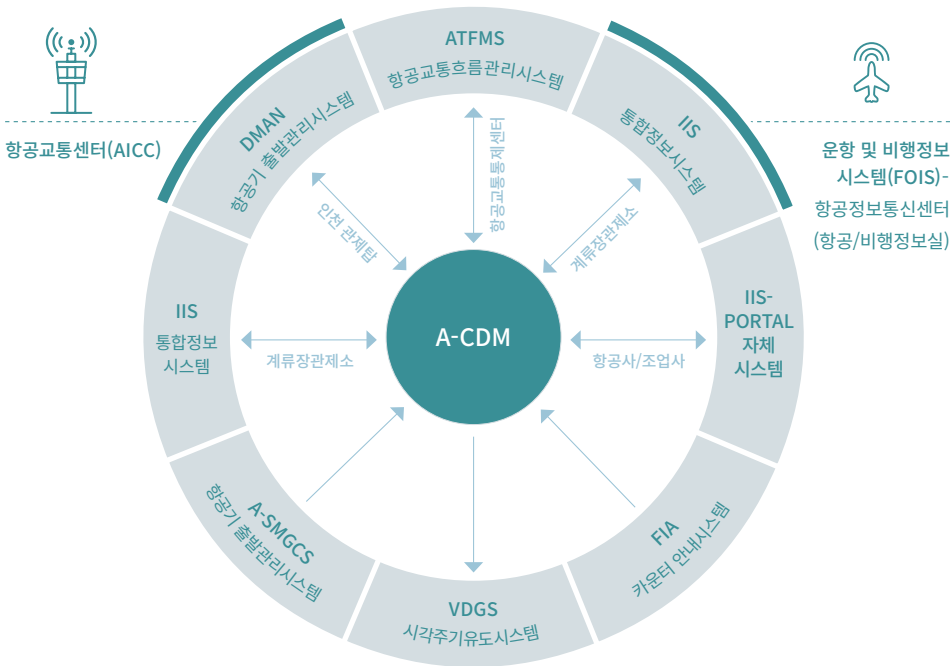 ATFMS
항공교통흐름관리시스템
DMAN
항공기 출발관리시스템
IIS
통합정보시스템
항공교통센터(AICC)
운항 및 비행정보
시스템(FOIS)-
항공정보통신센터
(항공/비행정보실)
항공교통통제센터
인천 관제탑
계류장관제소
IIS
통합정보
시스템
계류장관제소
A-CDM
항공사/조업사
IIS-
PORTAL
자체
시스템
A-SMGCS
항공기 출발관리시스템
FIA
카운터 안내시스템
VDGS
시각주기유도시스템